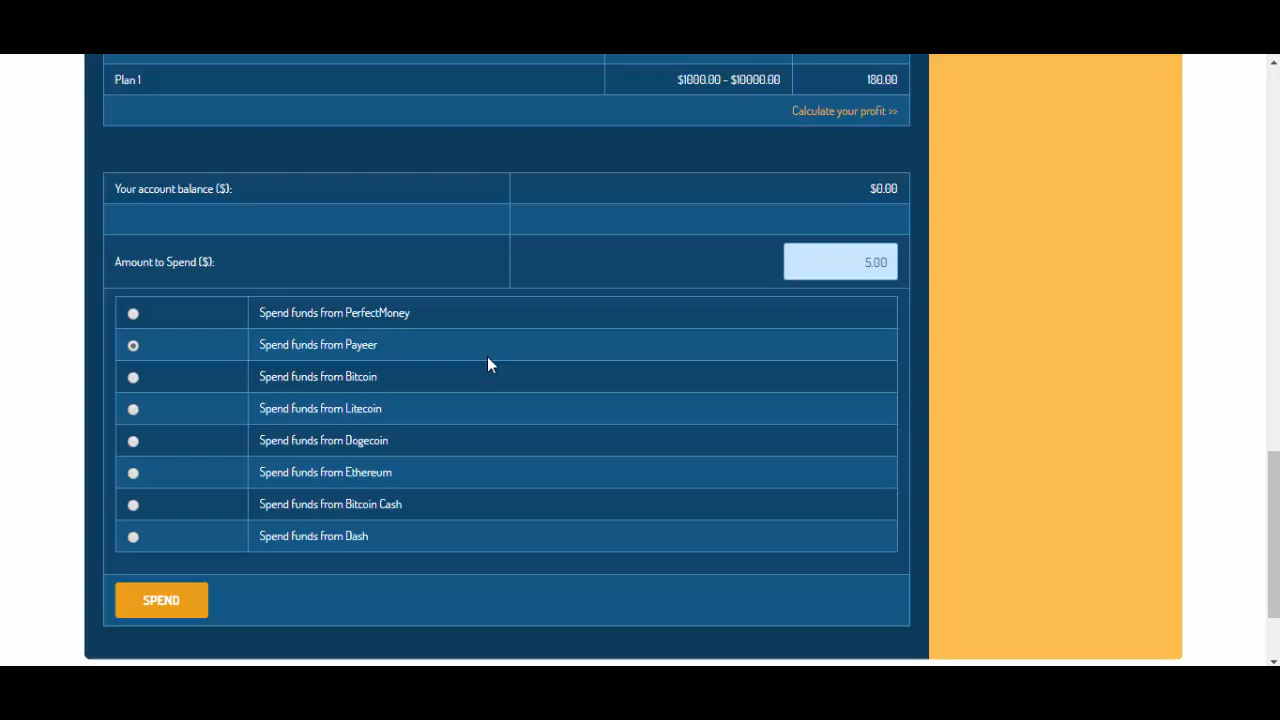 Plan 1 $1000.00 - $10000.00 180.00
Calculate your profit >>
Your account balance ($): $0.00
Amount to Spend ($): 5.00
Spend funds from PerfectMoney
Spend funds from Payeer
Spend funds from Bitcoin
Spend funds from Litecoin
Spend funds from Dogecoin
Spend funds from Ethereum
Spend funds from Bitcoin Cash
Spend funds from Dash
SPEND